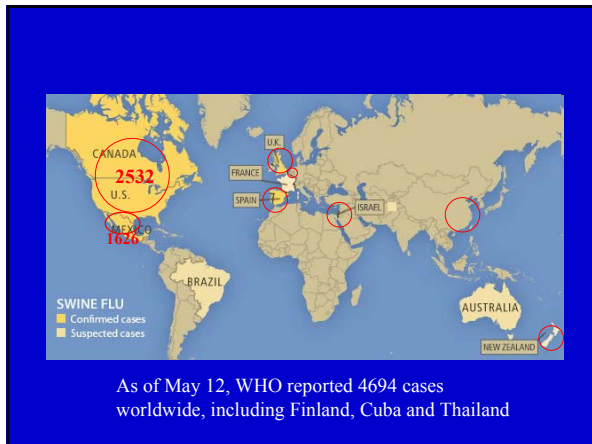 CANADA
2532
U.S.
MEXICO
1626
U.K.
FRANCE
SPAIN
ISRAEL
BRAZIL
AUSTRALIA
NEW ZEALAND
SWINE FLU
Confirmed cases
Suspected cases
As of May 12, WHO reported 4694 cases
worldwide, including Finland, Cuba and Thailand